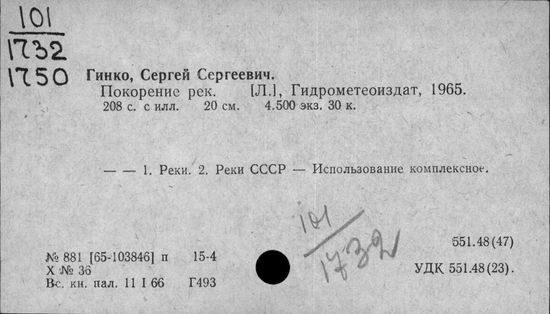 101
1732
1750
Гинко, Сергей Сергеевич.
Покорение рек. [Л.], Гидрометеоиздат, 1965.
208 с. с илл. 20 см. 4.500 экз. 30 к.
— — 1. Реки. 2. Реки СССР — Использование комплексное.
101
1732
№ 881 [65-103846] п 15-4
551.48(47)
X № 36
УДК 551.48(23).
Вс. кн. пал. 11 I 66 Г493